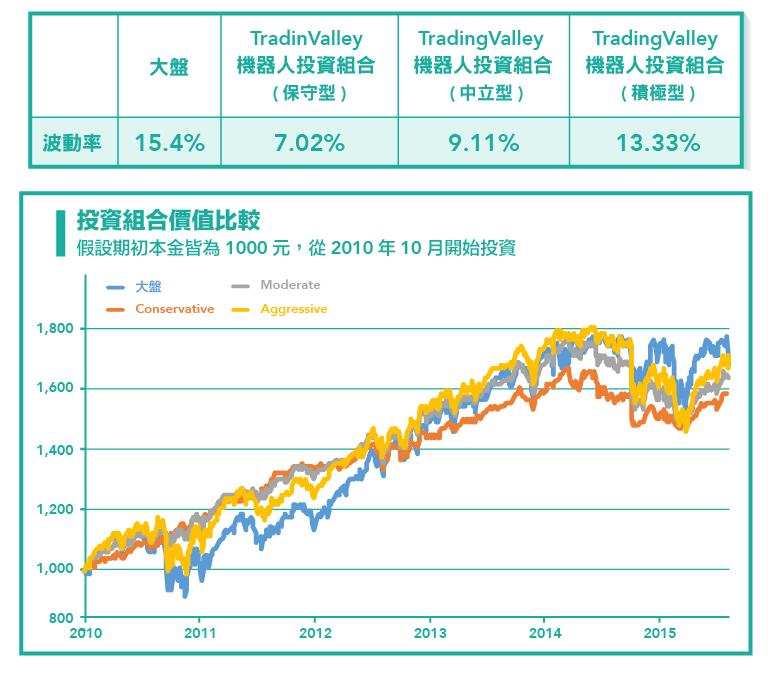 大盤
TradinValley
機器人投資組合
(保守型)
TradingValley
機器人投資組合
(中立型)
TradingValley
機器人投資組合
(積極型)
波動率 15.4% 7.02% 9.11% 13.33%
投資組合價值比較
假設期初本金皆為 1000 元，從 2010 年 10 月開始投資
大盤 Moderate
Conservative Aggressive
1,800
1,600
1,400
1,200
1,000
800
2010 2011 2012 2013 2014 2015